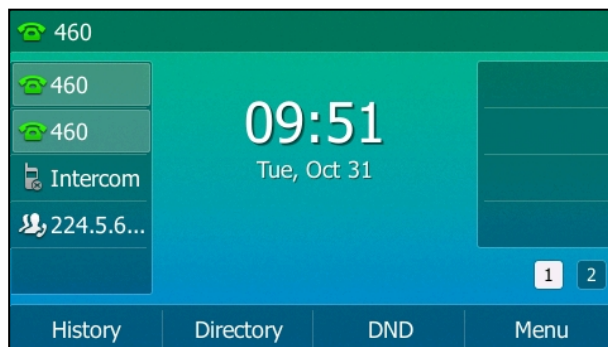 460
460
460
Intercom
224.5.6...
09:51
Tue, Oct 31
1 2
History Directory DND Menu